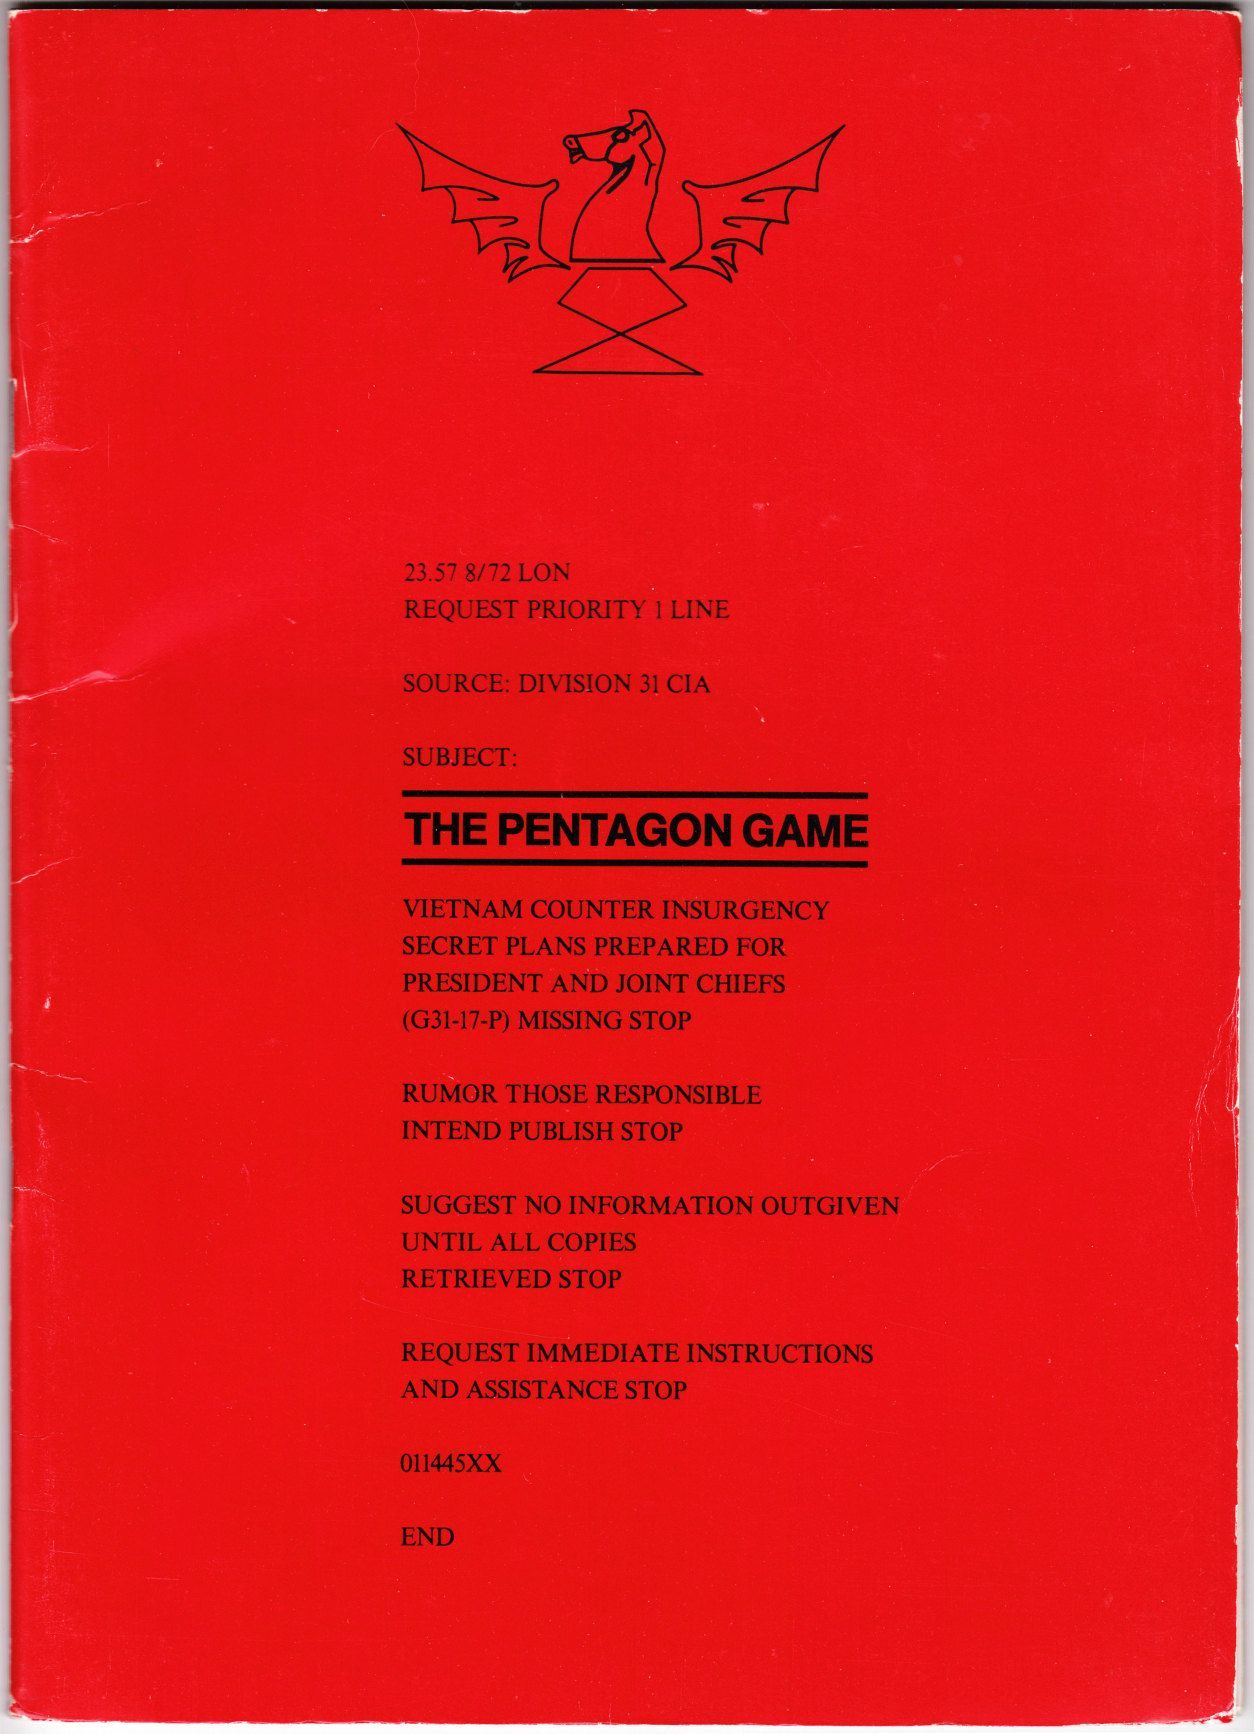 23.57 8/72 LON
REQUEST PRIORITY 1 LINE
SOURCE: DIVISION 31 CIA
SUBJECT:
THE PENTAGON GAME
VIETNAM COUNTER INSURGENCY
SECRET PLANS PREPARED FOR
PRESIDENT AND JOINT CHIEFS
(G31-17-P) MISSING STOP
RUMOR THOSE RESPONSIBLE
INTEND PUBLISH STOP
SUGGEST NO INFORMATION OUTGIVEN
UNTIL ALL COPIES
RETRIEVED STOP
REQUEST IMMEDIATE INSTRUCTIONS
AND ASSISTANCE STOP
011445XX
END